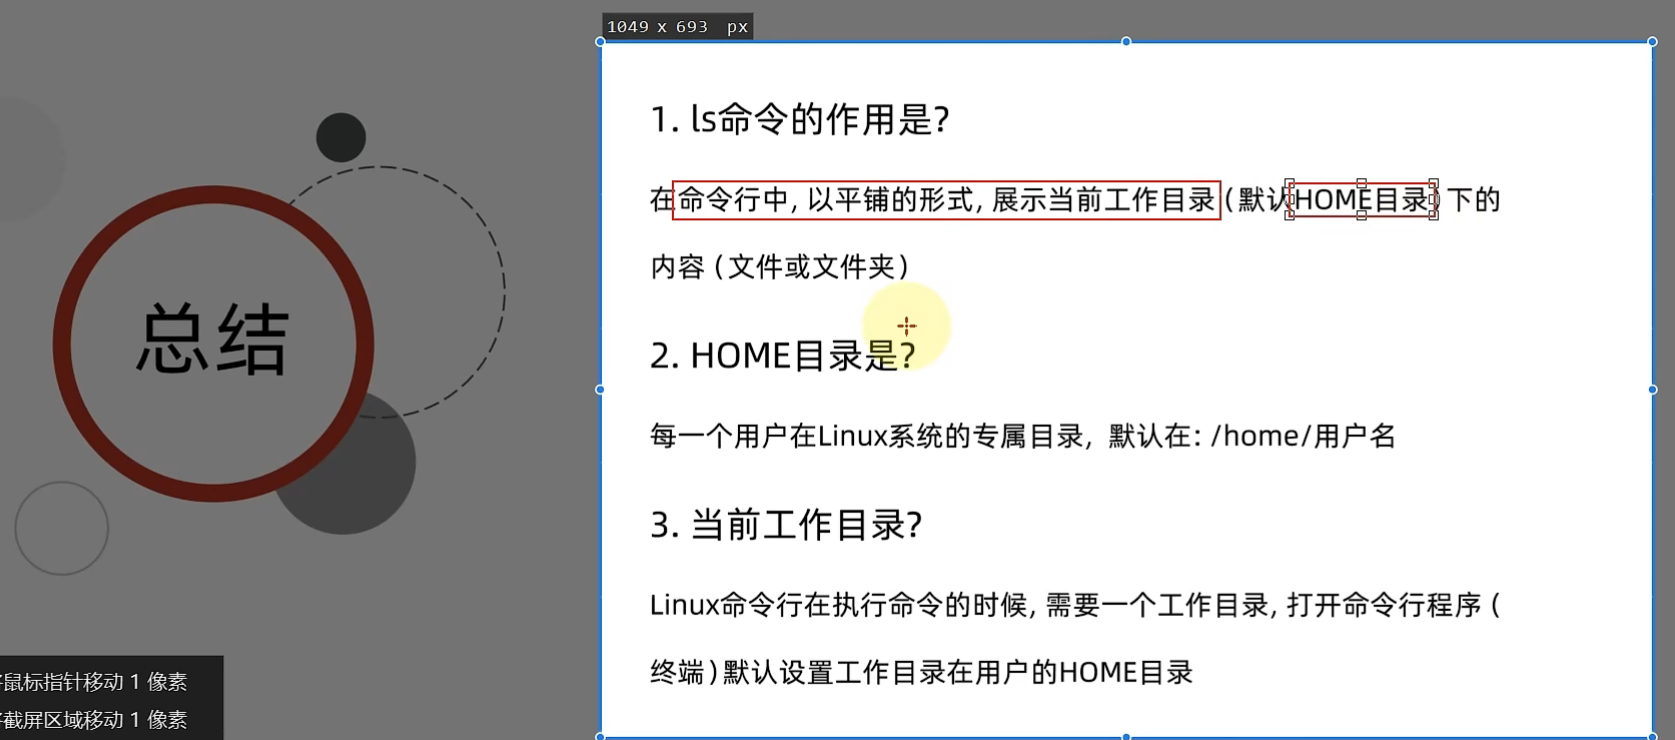 1049 x 693 px
总结
1. ls命令的作用是?
在命令行中, 以平铺的形式, 展示当前工作目录 (默认HOME目录) 下的
内容 (文件或文件夹)
2. HOME目录是?
每一个用户在Linux系统的专属目录, 默认在: /home/用户名
3. 当前工作目录?
Linux命令行在执行命令的时候, 需要一个工作目录, 打开命令行程序 (
终端) 默认设置工作目录在用户的HOME目录
鼠标指针移动 1 像素
截屏区域移动 1 像素